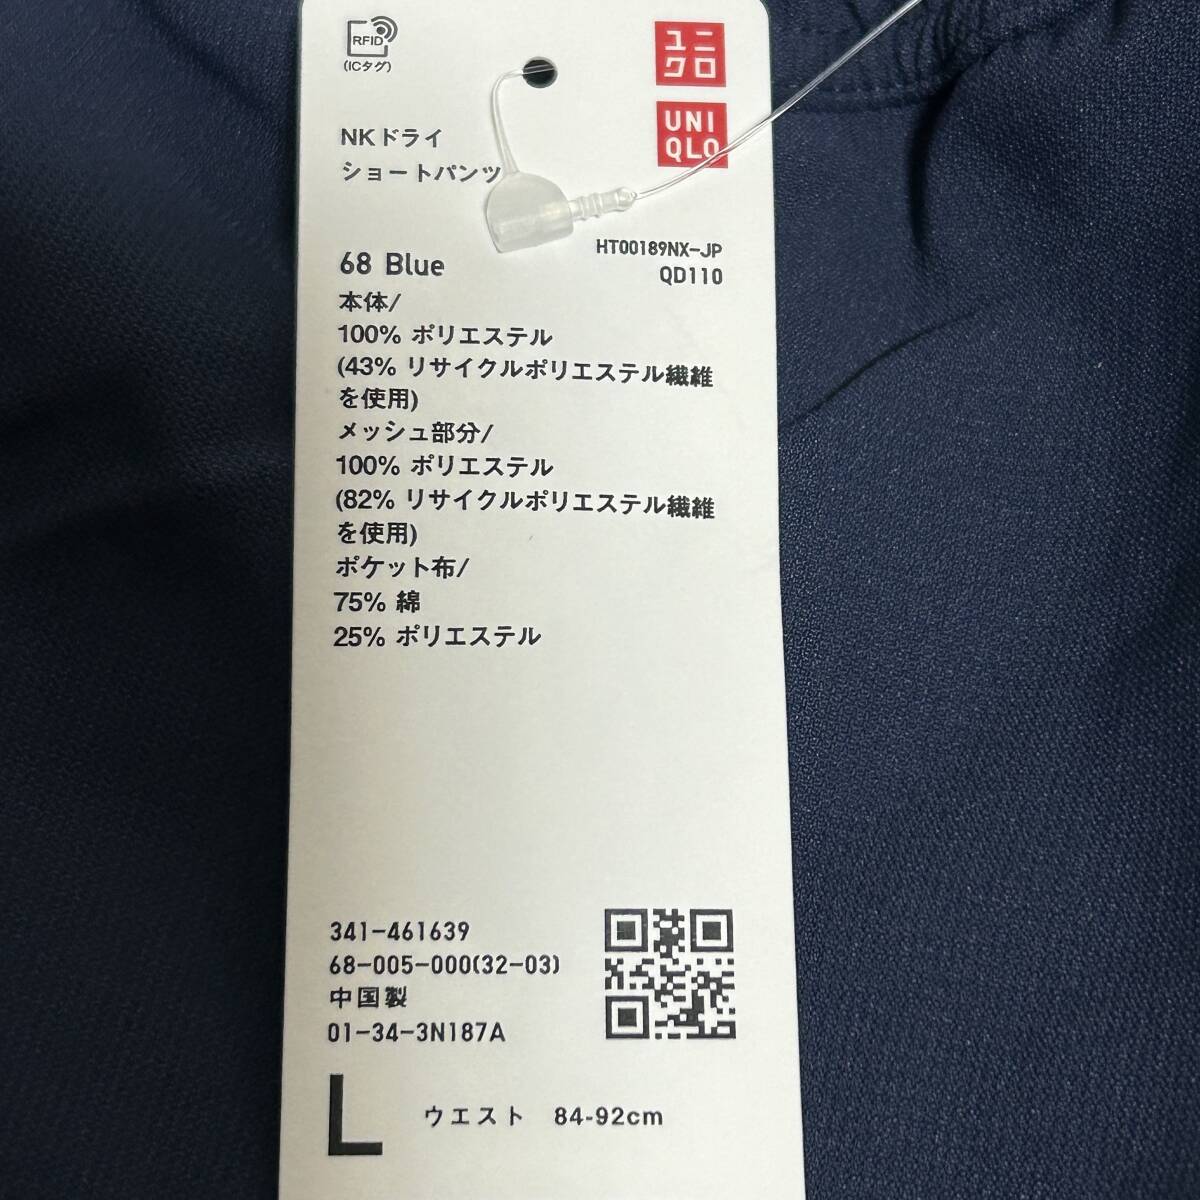 RFID
(ICタグ)
ユニ
クロ
UNI
QLO
NKドライ
ショートパンツ
HT00189NX-JP
QD110
68 Blue
本体/
100% ポリエステル
(43% リサイクルポリエステル繊維
を使用)
メッシュ部分/
100% ポリエステル
(82% リサイクルポリエステル繊維
を使用)
ポケット布/
75% 綿
25% ポリエステル
341-461639
68-005-000(32-03)
中国製
01-34-3N187A
L ウエスト 84-92cm